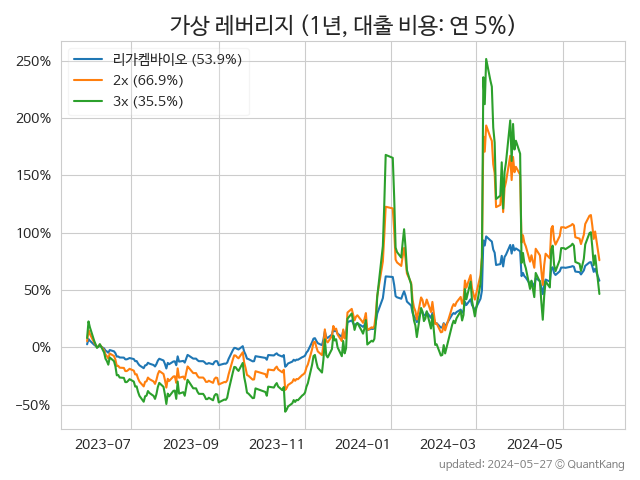 가상 레버리지 (1년, 대출 비용: 연 5%)
리가켐바이오 (53.9%)
2x (66.9%)
3x (35.5%)
250%
200%
150%
100%
50%
0%
−50%
2023-07 2023-09 2023-11 2024-01 2024-03 2024-05
updated: 2024-05-27 © QuantKang